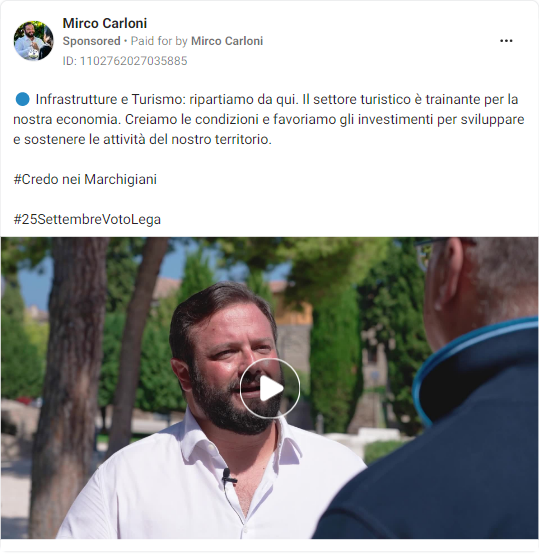 Mirco Carloni
Sponsored • Paid for by Mirco Carloni
ID: 1102762027035885
🔵 Infrastrutture e Turismo: ripartiamo da qui. Il settore turistico è trainante per la
nostra economia. Creiamo le condizioni e favoriamo gli investimenti per sviluppare
e sostenere le attività del nostro territorio.
#Credo nei Marchigiani
#25SettembreVotoLega